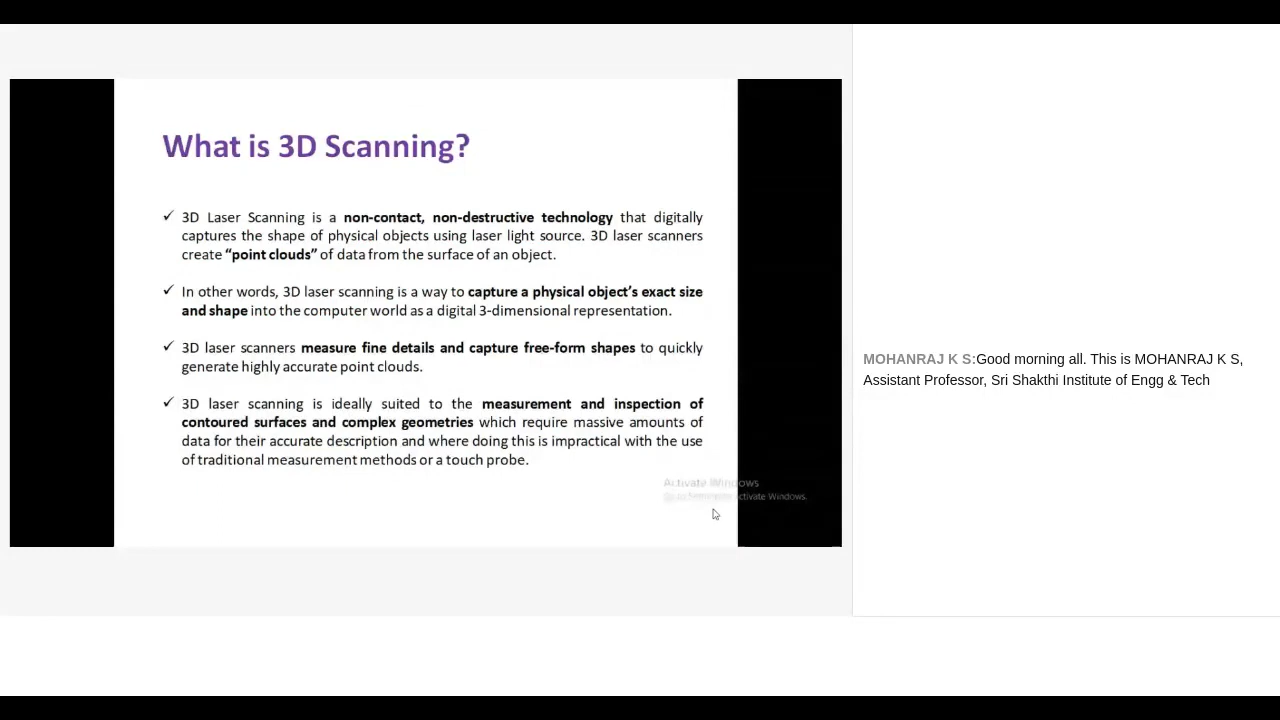 What is 3D Scanning?
✓ 3D Laser Scanning is a non-contact, non-destructive technology that digitally
captures the shape of physical objects using laser light source. 3D laser scanners
create “point clouds” of data from the surface of an object.
✓ In other words, 3D laser scanning is a way to capture a physical object’s exact size
and shape into the computer world as a digital 3-dimensional representation.
✓ 3D laser scanners measure fine details and capture free-form shapes to quickly
generate highly accurate point clouds.
✓ 3D laser scanning is ideally suited to the measurement and inspection of
contoured surfaces and complex geometries which require massive amounts of
data for their accurate description and where doing this is impractical with the use
of traditional measurement methods or a touch probe.
Activate Windows
activate Windows.
MOHANRAJ K S:Good morning all. This is MOHANRAJ K S,
Assistant Professor, Sri Shakthi Institute of Engg & Tech